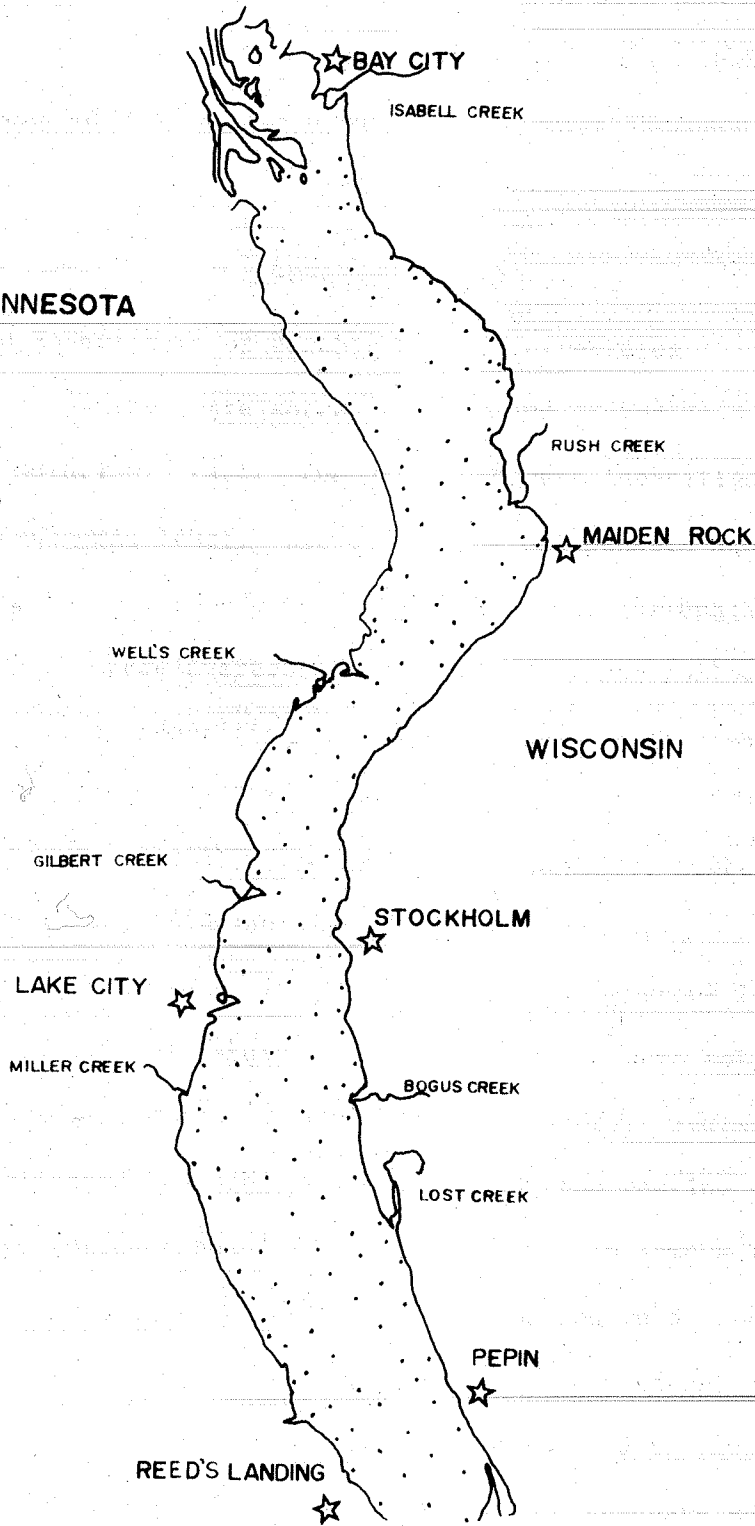 BAY CITY
ISABELL CREEK
NNESOTA
RUSH CREEK
MAIDEN ROCK
WELL'S CREEK
WISCONSIN
GILBERT CREEK
STOCKHOLM
LAKE CITY
MILLER CREEK
BOGUS CREEK
LOST CREEK
PEPIN
REED'S LANDING